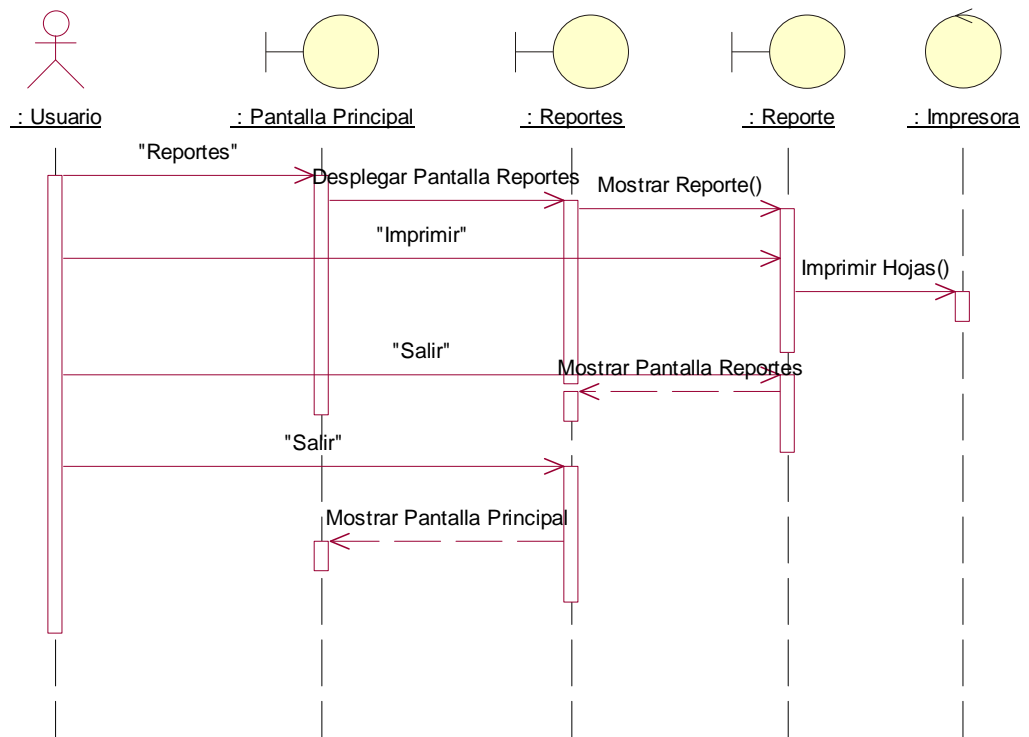 : Usuario
: Pantalla Principal
: Reportes
: Reporte
: Impresora
"Reportes"
Desplegar Pantalla Reportes
Mostrar Reporte()
"Imprimir"
Imprimir Hojas()
"Salir"
Mostrar Pantalla Reportes
"Salir"
Mostrar Pantalla Principal